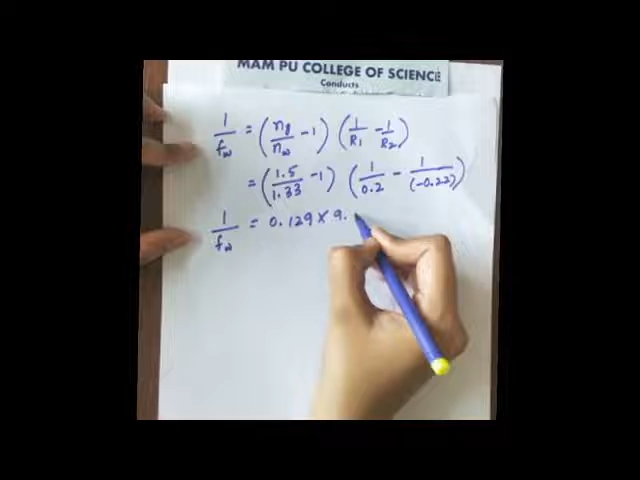 MAM PU COLLEGE OF SCIENCE
Conducts
1/fw = (ng/nw - 1) (1/R1 - 1/R2)
= (1.5/1.33 - 1) (1/0.2 - 1/(-0.22))
1/fw = 0.129 × 9.